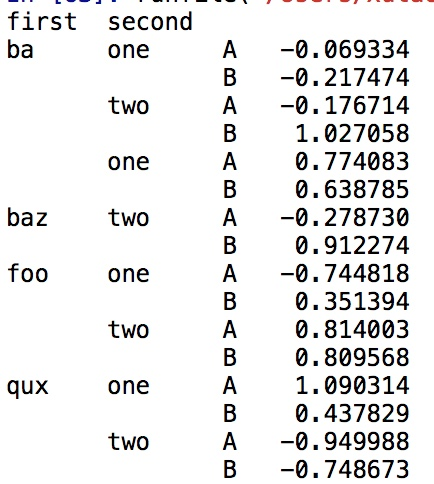 first  second
ba     one     A   -0.069334
               B   -0.217474
       two     A   -0.176714
               B    1.027058
       one     A    0.774083
               B    0.638785
baz    two     A   -0.278730
               B    0.912274
foo    one     A   -0.744818
               B    0.351394
       two     A    0.814003
               B    0.809568
qux    one     A    1.090314
               B    0.437829
       two     A   -0.949988
               B   -0.748673